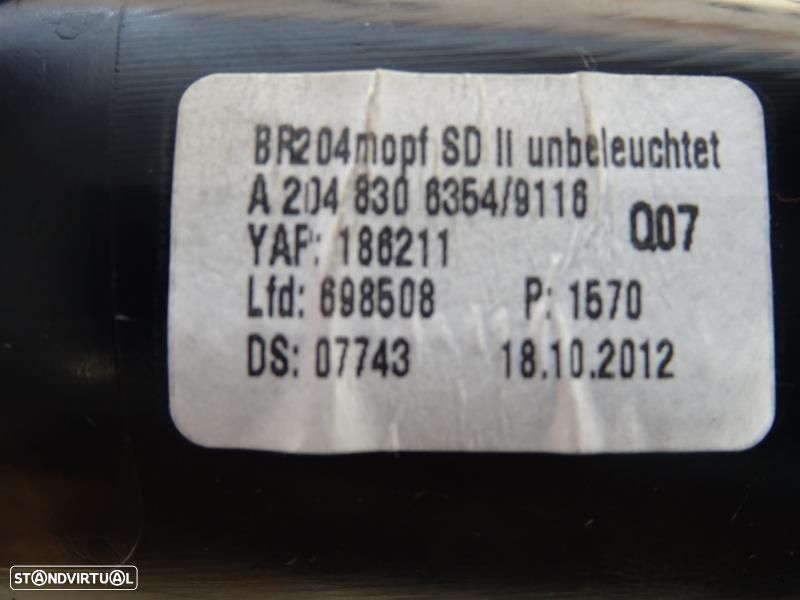 BR204mopf SD II unbeleuchtet
A 204 830 6354/9116
Q07
YAP: 186211
Lfd: 698508 P: 1570
DS: 07743 18.10.2012
STANDVIRTUAL